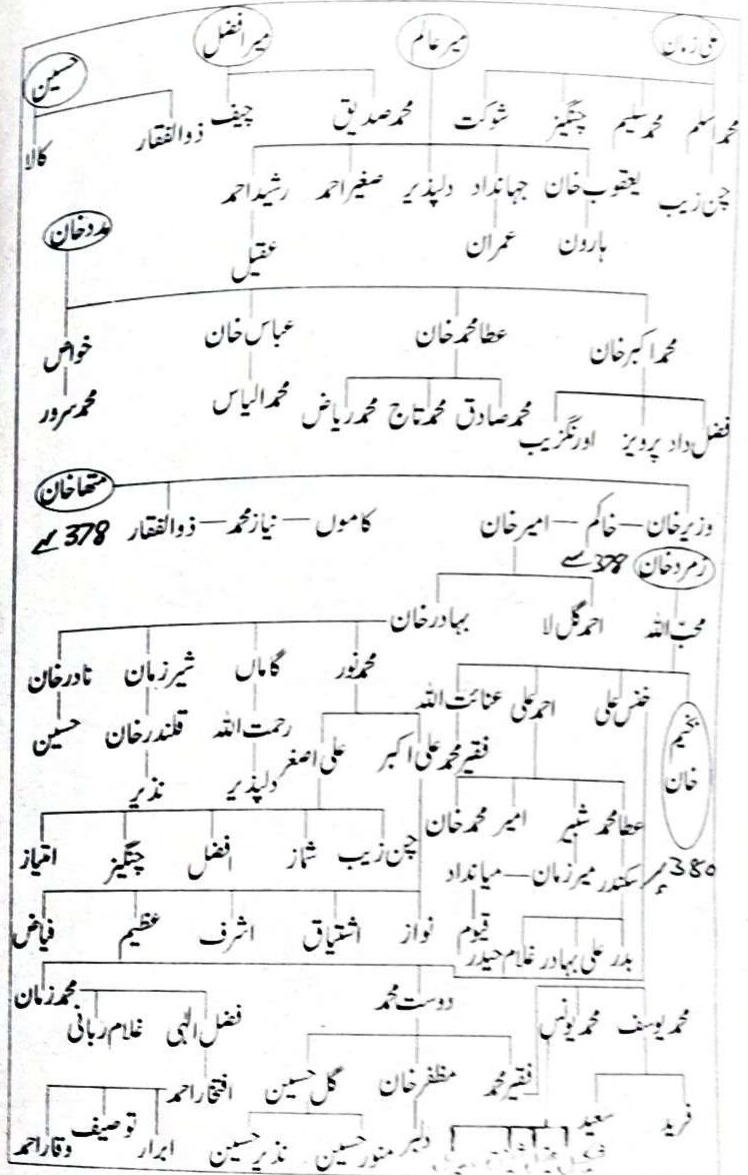 علی زمان میر عالم میر افضل حسین
محمد اسلم محمد سلیم چنگیز شوکت محمد صدیق چیف ذوالفقار کالا
چن زیب یعقوب خان جہانداد دلپذیر صغیر احمد رشید احمد
ہارون عمران عقیل
مدد خان
محمد اکبر خان عطا محمد خان عباس خان خواص
فضل داد پرویز اورنگزیب محمد صادق محمد تاج محمد ریاض محمد الیاس محمد سرور
متھا خان
وزیر خان — خاکم — امیر خان کاموں — نیاز محمد — ذوالفقار 378 سے
زمرد خان 378 سے
محب اللہ احمد گل لا بہادر خان
محمد نور گاماں شیر زمان نادر خان
بخیم خان احمد علی عنائت اللہ
فقیر محمد علی اکبر علی اصغر رحمت اللہ قلندر خان حسین
دلپذیر نذیر
عطا محمد شبیر امیر محمد خان
چن زیب شماز افضل چنگیز امتیاز
380 پر
سکندر میر زمان — میانداد
قیوم نواز اشتیاق اشرف عظیم فیاض
بدر علی بہادر غلام حیدر
دوست محمد محمد زمان
محمد یوسف محمد یونس فضل الٰہی غلام ربانی
فقیر محمد مظفر خان گل حسین افتخار احمد
فرید سعید دلبر منور حسین نذیر حسین ابرار توصیف وقار احمد